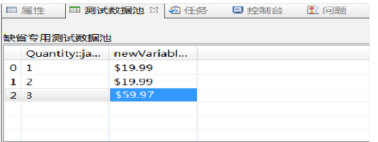 属性 测试数据池 任务 控制台 问题
缺省专用测试数据池
Quantity::ja... newVariabl...
0 1 $19.99
1 2 $19.99
2 3 $59.97